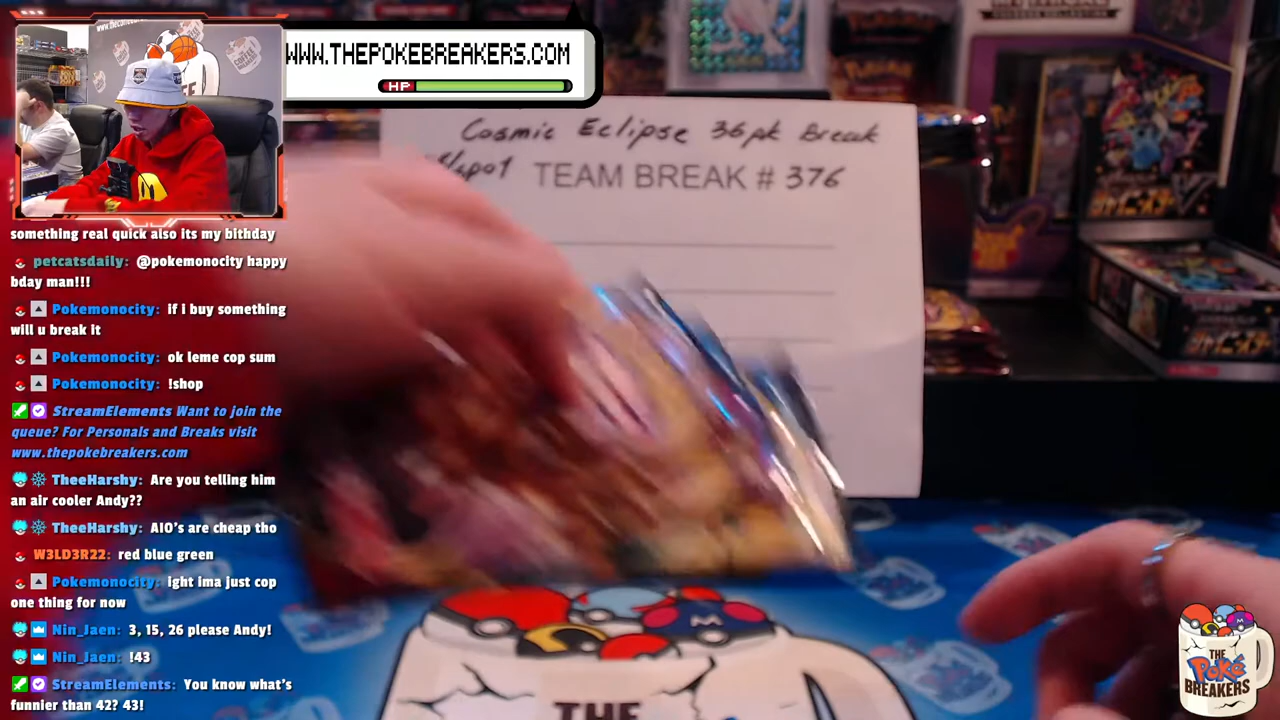 WWW.THEPOKEBREAKERS.COM
HP
Cosmic Eclipse 36pk Break
TEAM BREAK # 376
something real quick also its my bithday
petcatsdaily: @pokemonocity happy
bday man!!!
Pokemonocity: if i buy something
will u break it
Pokemonocity: ok leme cop sum
Pokemonocity: !shop
StreamElements Want to join the
queue? For Personals and Breaks visit
www.thepokebreakers.com
TheeHarshy: Are you telling him
an air cooler Andy??
TheeHarshy: AIO's are cheap tho
W3LD3R22: red blue green
Pokemonocity: ight ima just cop
one thing for now
Nin_Jaen: 3, 15, 26 please Andy!
Nin_Jaen: !43
StreamElements: You know what's
funnier than 42? 43!
THE
THE
Poké
BREAKERS